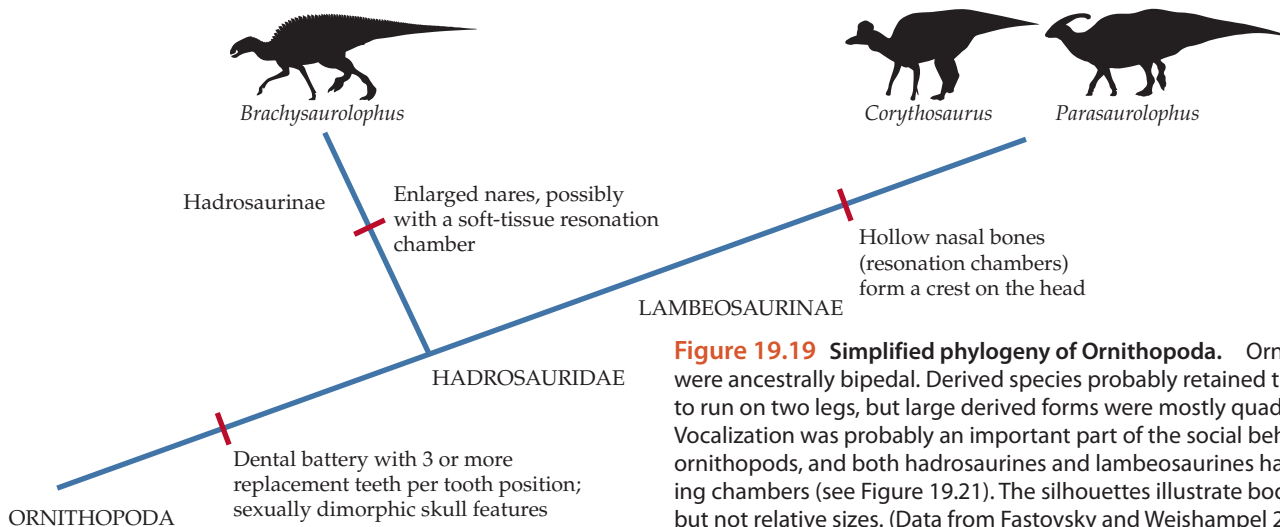 Brachysaurolophus
Corythosaurus
Parasaurolophus
Hadrosaurinae
Enlarged nares, possibly
with a soft-tissue resonation
chamber
Hollow nasal bones
(resonation chambers)
form a crest on the head
LAMBEOSAURINAE
HADROSAURIDAE
Dental battery with 3 or more
replacement teeth per tooth position;
sexually dimorphic skull features
ORNITHOPODA
Figure 19.19 Simplified phylogeny of Ornithopoda. Orn
were ancestrally bipedal. Derived species probably retained t
to run on two legs, but large derived forms were mostly quad
Vocalization was probably an important part of the social beh
ornithopods, and both hadrosaurines and lambeosaurines ha
ing chambers (see Figure 19.21). The silhouettes illustrate bod
but not relative sizes. (Data from Fastovsky and Weishampel 2